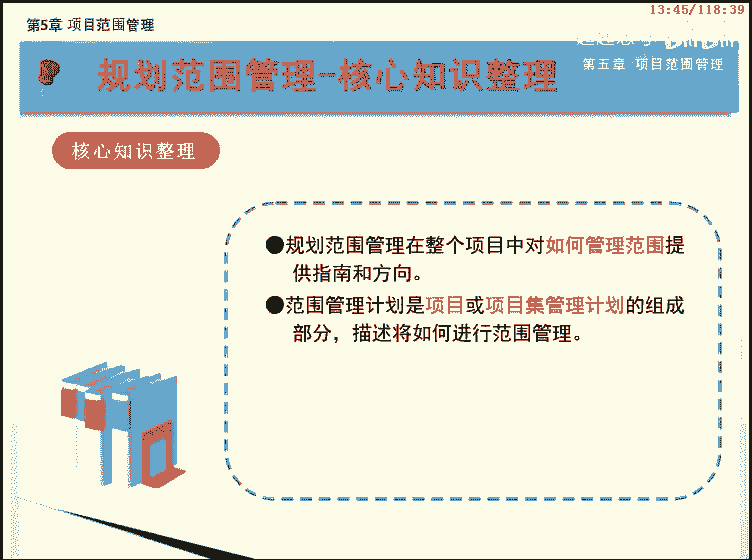 13:45/118:39
第5章 项目范围管理
规划范围管理-核心知识整理
第五章 项目范围管理
核心知识整理
●规划范围管理在整个项目中对如何管理范围提
供指南和方向。
●范围管理计划是项目或项目集管理计划的组成
部分，描述将如何进行范围管理。